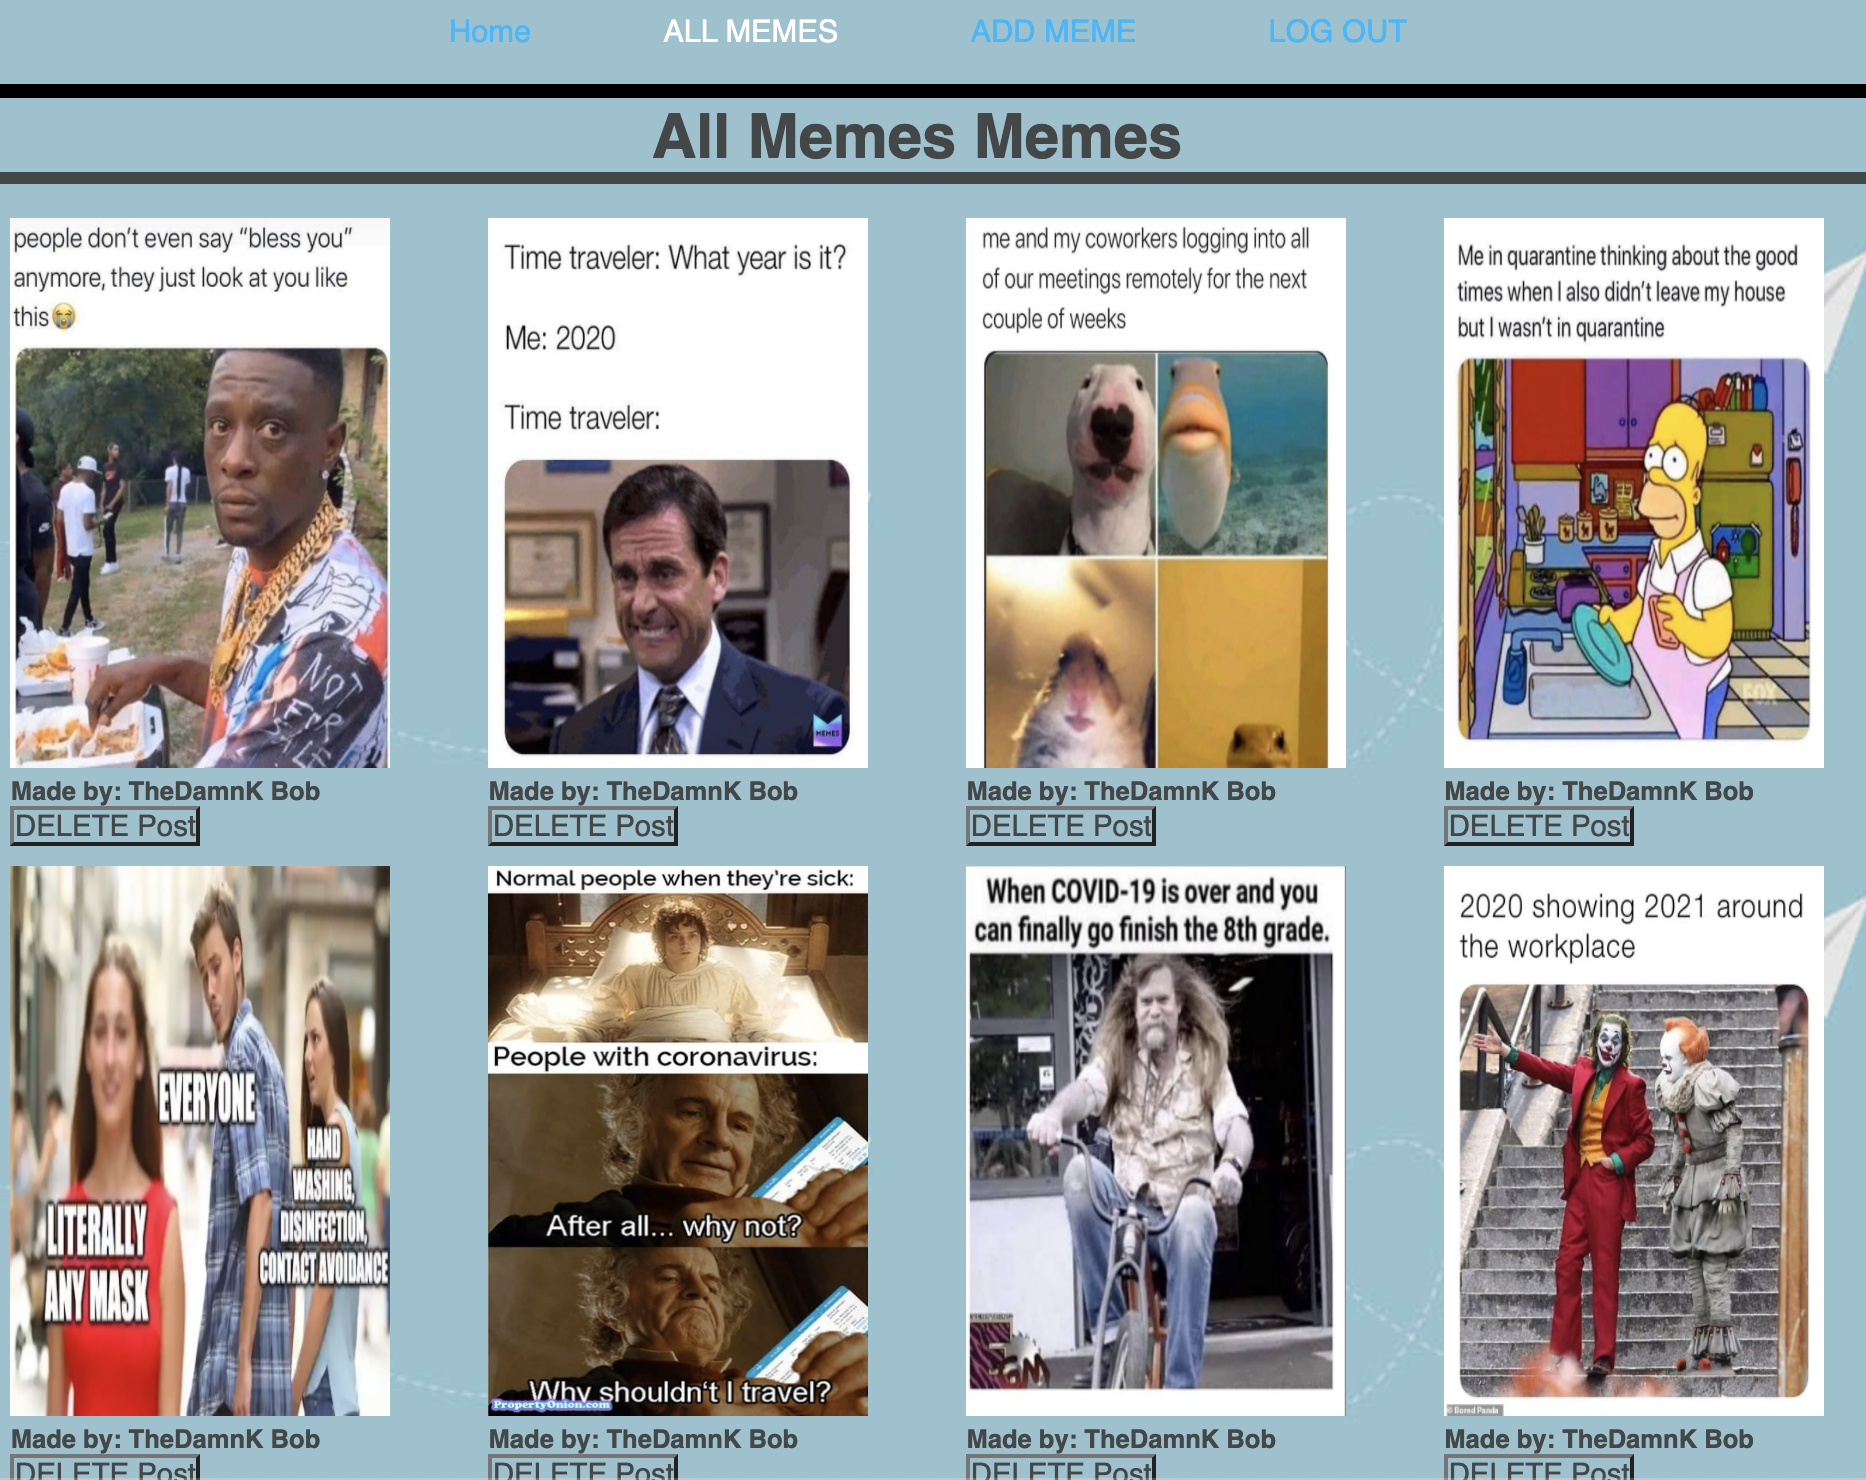 Home
ALL MEMES
ADD MEME
LOG OUT
All Memes Memes
people don't even say “bless you”
anymore, they just look at you like
this😭
NOT
FOR
SALE
Made by: TheDamnK Bob
DELETE Post
Time traveler: What year is it?
Me: 2020
Time traveler:
MEMES
Made by: TheDamnK Bob
DELETE Post
me and my coworkers logging into all
of our meetings remotely for the next
couple of weeks
Made by: TheDamnK Bob
DELETE Post
Me in quarantine thinking about the good
times when I also didn't leave my house
but I wasn't in quarantine
FOX
Made by: TheDamnK Bob
DELETE Post
EVERYONE
HAND
WASHING,
DISINFECTION,
CONTACT AVOIDANCE
LITERALLY
ANY MASK
Made by: TheDamnK Bob
DELETE Post
Normal people when they're sick:
People with coronavirus:
After all... why not?
Why shouldn't I travel?
PropertyOnion.com
Made by: TheDamnK Bob
DELETE Post
When COVID-19 is over and you
can finally go finish the 8th grade.
Made by: TheDamnK Bob
DELETE Post
2020 showing 2021 around
the workplace
© Bored Panda
Made by: TheDamnK Bob
DELETE Post